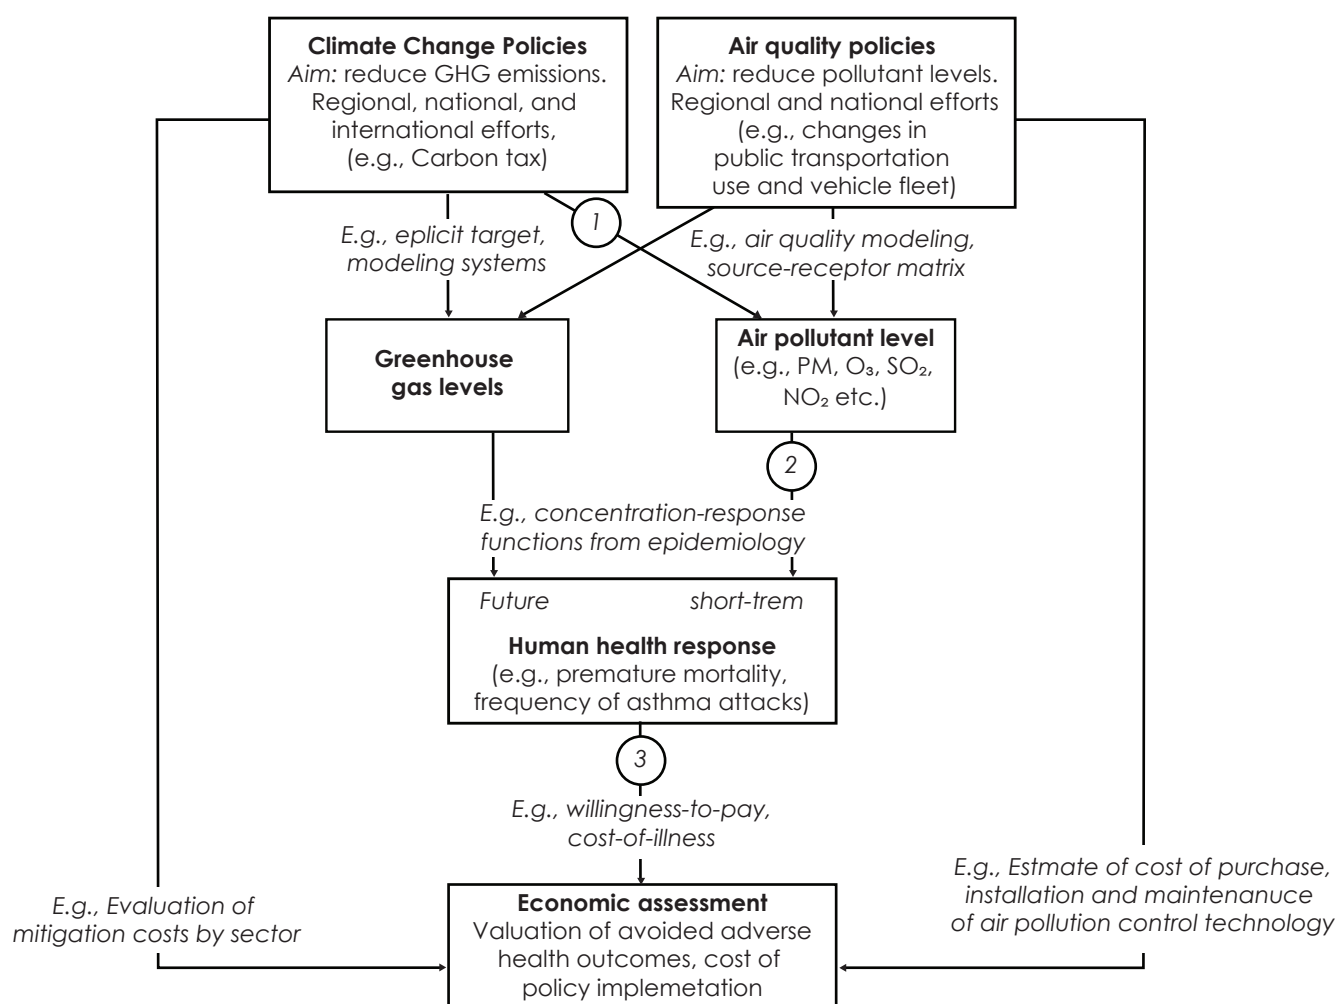 Climate Change Policies
Aim: reduce GHG emissions.
Regional, national, and
international efforts,
(e.g., Carbon tax)
Air quality policies
Aim: reduce pollutant levels.
Regional and national efforts
(e.g., changes in
public transportation
use and vehicle fleet)
1
E.g., eplicit target,
modeling systems
E.g., air quality modeling,
source-receptor matrix
Greenhouse
gas levels
Air pollutant level
(e.g., PM, O₃, SO₂,
NO₂ etc.)
2
E.g., concentration-response
functions from epidemiology
Future short-trem
Human health response
(e.g., premature mortality,
frequency of asthma attacks)
3
E.g., willingness-to-pay,
cost-of-illness
E.g., Evaluation of
mitigation costs by sector
E.g., Estmate of cost of purchase,
installation and maintenanuce
of air pollution control technology
Economic assessment
Valuation of avoided adverse
health outcomes, cost of
policy implemetation